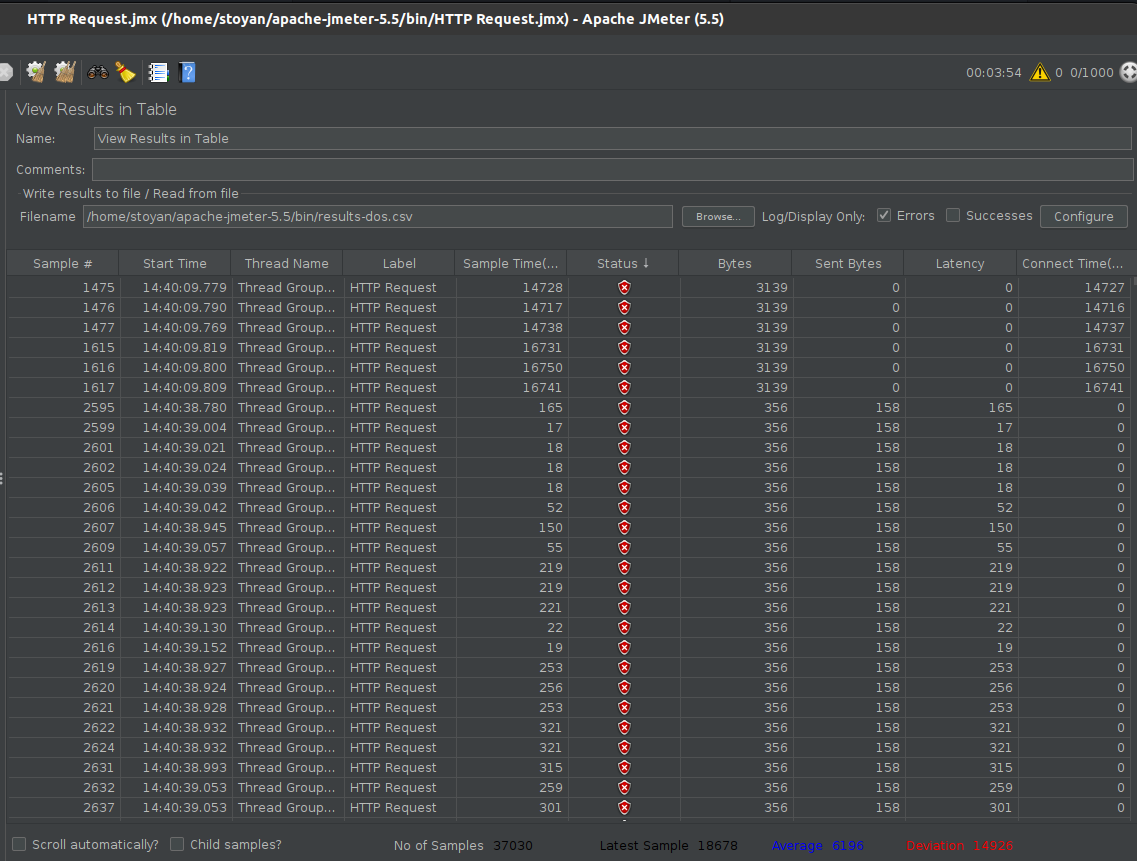 HTTP Request.jmx (/home/stoyan/apache-jmeter-5.5/bin/HTTP Request.jmx) - Apache JMeter (5.5)
00:03:54 0 0/1000
View Results in Table
Name: View Results in Table
Comments:
Write results to file / Read from file
Filename /home/stoyan/apache-jmeter-5.5/bin/results-dos.csv Browse... Log/Display Only: Errors Successes Configure
Sample # Start Time Thread Name Label Sample Time(... Status ↓ Bytes Sent Bytes Latency Connect Time(...
1475 14:40:09.779 Thread Group... HTTP Request 14728 3139 0 0 14727
1476 14:40:09.790 Thread Group... HTTP Request 14717 3139 0 0 14716
1477 14:40:09.769 Thread Group... HTTP Request 14738 3139 0 0 14737
1615 14:40:09.819 Thread Group... HTTP Request 16731 3139 0 0 16731
1616 14:40:09.800 Thread Group... HTTP Request 16750 3139 0 0 16750
1617 14:40:09.809 Thread Group... HTTP Request 16741 3139 0 0 16741
2595 14:40:38.780 Thread Group... HTTP Request 165 356 158 165 0
2599 14:40:39.004 Thread Group... HTTP Request 17 356 158 17 0
2601 14:40:39.021 Thread Group... HTTP Request 18 356 158 18 0
2602 14:40:39.024 Thread Group... HTTP Request 18 356 158 18 0
2605 14:40:39.039 Thread Group... HTTP Request 18 356 158 18 0
2606 14:40:39.042 Thread Group... HTTP Request 52 356 158 52 0
2607 14:40:38.945 Thread Group... HTTP Request 150 356 158 150 0
2609 14:40:39.057 Thread Group... HTTP Request 55 356 158 55 0
2611 14:40:38.922 Thread Group... HTTP Request 219 356 158 219 0
2612 14:40:38.923 Thread Group... HTTP Request 219 356 158 219 0
2613 14:40:38.923 Thread Group... HTTP Request 221 356 158 221 0
2614 14:40:39.130 Thread Group... HTTP Request 22 356 158 22 0
2616 14:40:39.152 Thread Group... HTTP Request 19 356 158 19 0
2619 14:40:38.927 Thread Group... HTTP Request 253 356 158 253 0
2620 14:40:38.924 Thread Group... HTTP Request 256 356 158 256 0
2621 14:40:38.928 Thread Group... HTTP Request 253 356 158 253 0
2622 14:40:38.932 Thread Group... HTTP Request 321 356 158 321 0
2624 14:40:38.932 Thread Group... HTTP Request 321 356 158 321 0
2631 14:40:38.993 Thread Group... HTTP Request 315 356 158 315 0
2632 14:40:39.053 Thread Group... HTTP Request 259 356 158 259 0
2637 14:40:39.053 Thread Group... HTTP Request 301 356 158 301 0
Scroll automatically? Child samples? No of Samples 37030 Latest Sample 18678 Average 6196 Deviation 14926